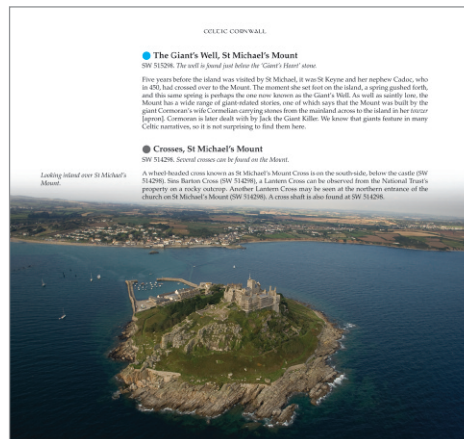 CELTIC CORNWALL
The Giant's Well, St Michael's Mount
SW 515298. The well is found just below the 'Giant's Heart' stone.
Five years before the island was visited by St Michael, it was St Keyne and her nephew Cadoc, who
in 450, had crossed over to the Mount. The moment she set foot on the island, a spring gushed forth,
and this same spring is perhaps the one now known as the Giant's Well. As well as saintly lore, the
Mount has a wide range of giant-related stories, one of which says that the Mount was built by the
giant Cormoran's wife Cormelian carrying stones from the mainland across to the island in her
[apron]. Cormoran is later dealt with by Jack the Giant Killer. We know that giants feature in many
Celtic narratives, so it is not surprising to find them here.
Crosses, St Michael's Mount
SW 514298. Several crosses can be found on the Mount.
A wheel-headed cross known as St Michael's Mount Cross is on the south-side, below the castle (SW
514298). Sins Barton Cross (SW 514298), a Lantern Cross can be observed from the National Trust's
property on a rocky outcrop. Another Lantern Cross may be seen at the northern entrance of the
church on St Michael's Mount (SW 514298). A cross shaft is also found at SW 514298.
Looking inland over St Michael's
Mount.